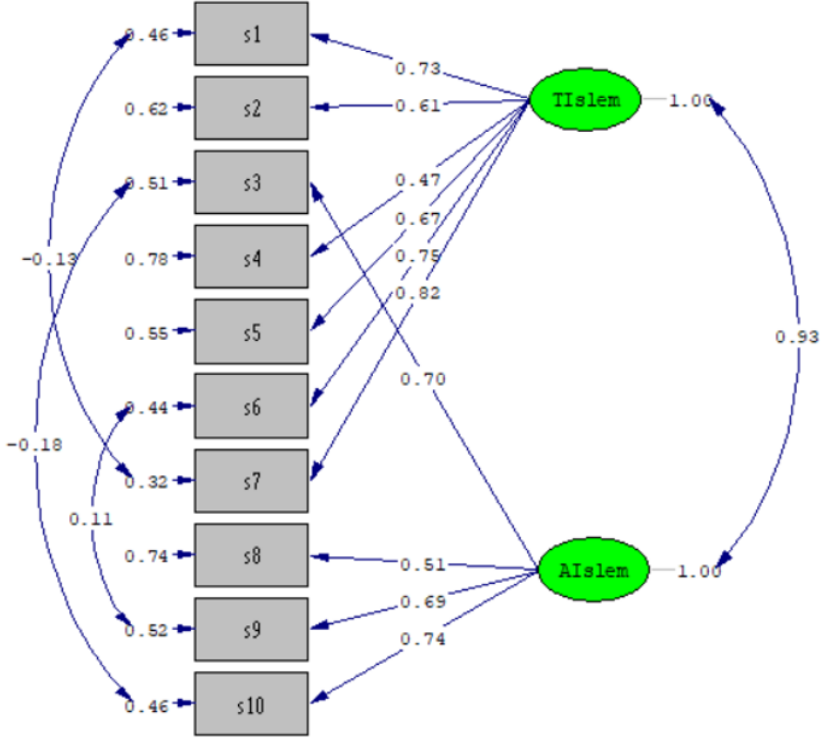 0.46 s1
0.73
TIslem 1.00
0.62 s2
0.61
0.51 s3
0.47
0.67
-0.13
0.78 s4
0.75
0.82
0.55 s5
0.93
0.70
0.44 s6
-0.18
0.32 s7
0.11
0.74 s8
0.51
AIslem 1.00
0.69
0.52 s9
0.74
0.46 s10